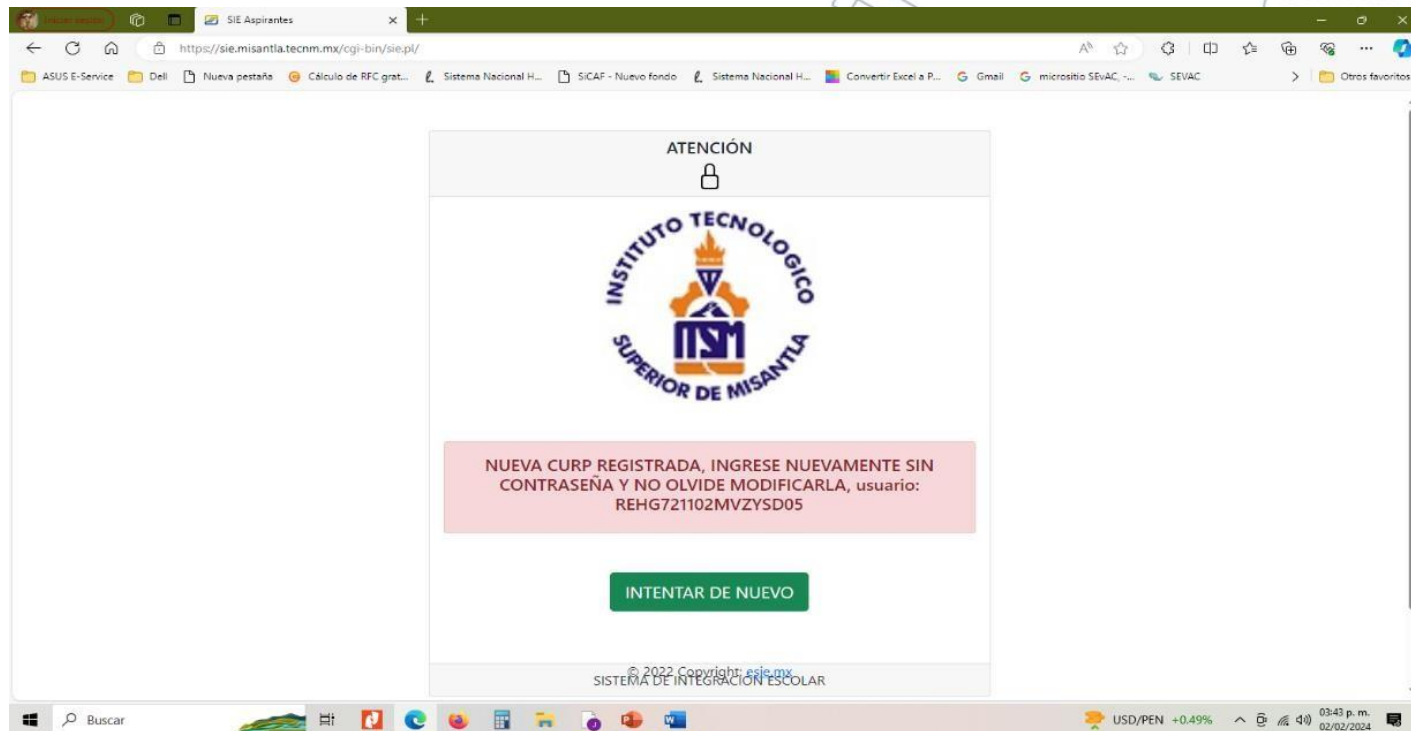 Iniciar sesión
SIE Aspirantes
https://sie.misantla.tecnm.mx/cgi-bin/sie.pl/
ASUS E-Service Dell Nueva pestaña Cálculo de RFC grat... Sistema Nacional H... SiCAF - Nuevo fondo Sistema Nacional H... Convertir Excel a P... Gmail micrositio SEvAC, -... SEVAC Otros favoritos
ATENCIÓN
INSTITUTO TECNOLOGICO
ITSM
SUPERIOR DE MISANTLA
NUEVA CURP REGISTRADA, INGRESE NUEVAMENTE SIN
CONTRASEÑA Y NO OLVIDE MODIFICARLA, usuario:
REHG721102MVZYSD05
INTENTAR DE NUEVO
© 2022 Copyright: esie.mx
SISTEMA DE INTEGRACIÓN ESCOLAR
Buscar
USD/PEN +0.49%
03:43 p. m.
02/02/2024